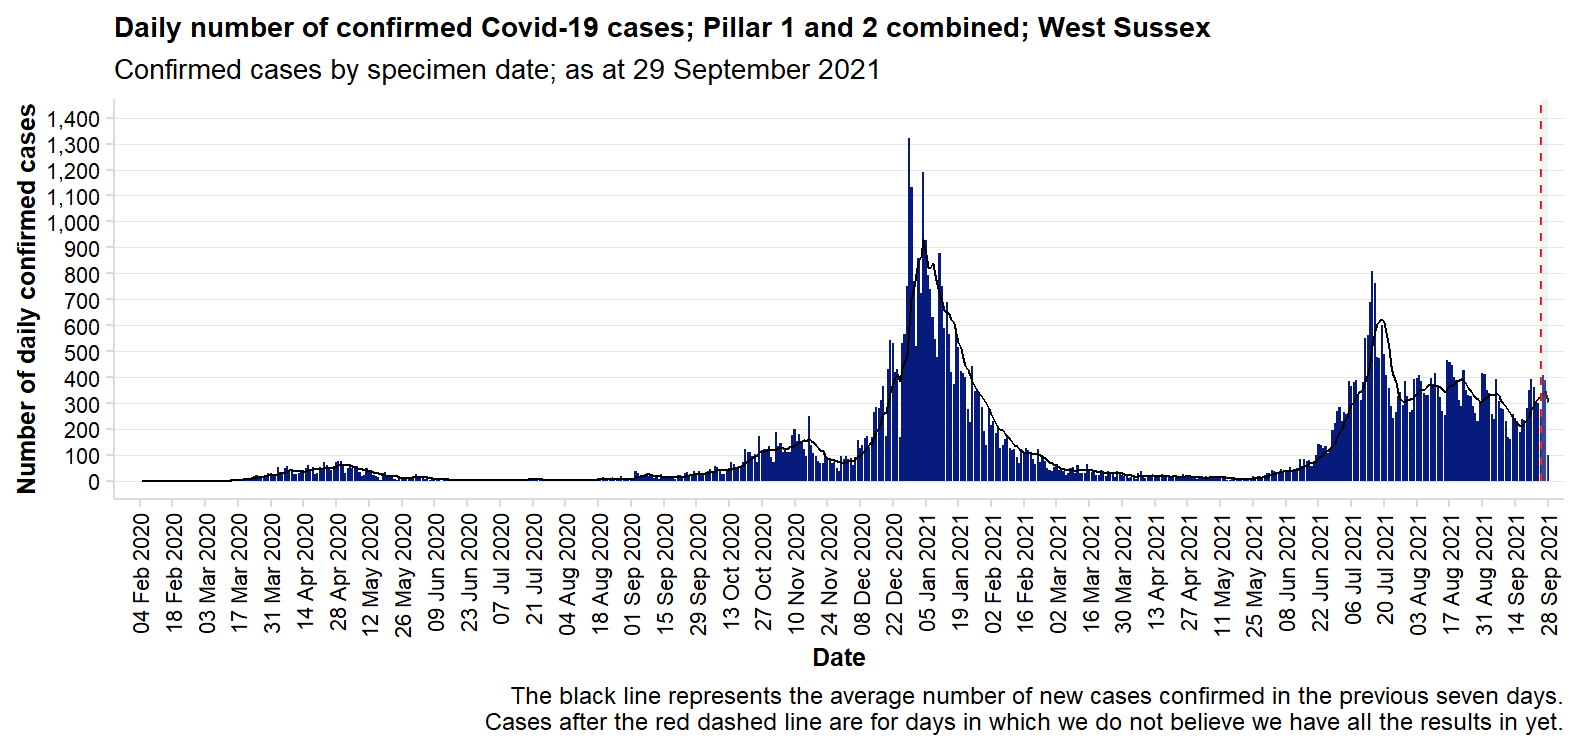 Daily number of confirmed Covid-19 cases; Pillar 1 and 2 combined; West Sussex
Confirmed cases by specimen date; as at 29 September 2021
Number of daily confirmed cases
1,400
1,300
1,200
1,100
1,000
900
800
700
600
500
400
300
200
100
0
04 Feb 2020
18 Feb 2020
03 Mar 2020
17 Mar 2020
31 Mar 2020
14 Apr 2020
28 Apr 2020
12 May 2020
26 May 2020
09 Jun 2020
23 Jun 2020
07 Jul 2020
21 Jul 2020
04 Aug 2020
18 Aug 2020
01 Sep 2020
15 Sep 2020
29 Sep 2020
13 Oct 2020
27 Oct 2020
10 Nov 2020
24 Nov 2020
08 Dec 2020
22 Dec 2020
05 Jan 2021
19 Jan 2021
02 Feb 2021
16 Feb 2021
02 Mar 2021
16 Mar 2021
30 Mar 2021
13 Apr 2021
27 Apr 2021
11 May 2021
25 May 2021
08 Jun 2021
22 Jun 2021
06 Jul 2021
20 Jul 2021
03 Aug 2021
17 Aug 2021
31 Aug 2021
14 Sep 2021
28 Sep 2021
Date
The black line represents the average number of new cases confirmed in the previous seven days.
Cases after the red dashed line are for days in which we do not believe we have all the results in yet.